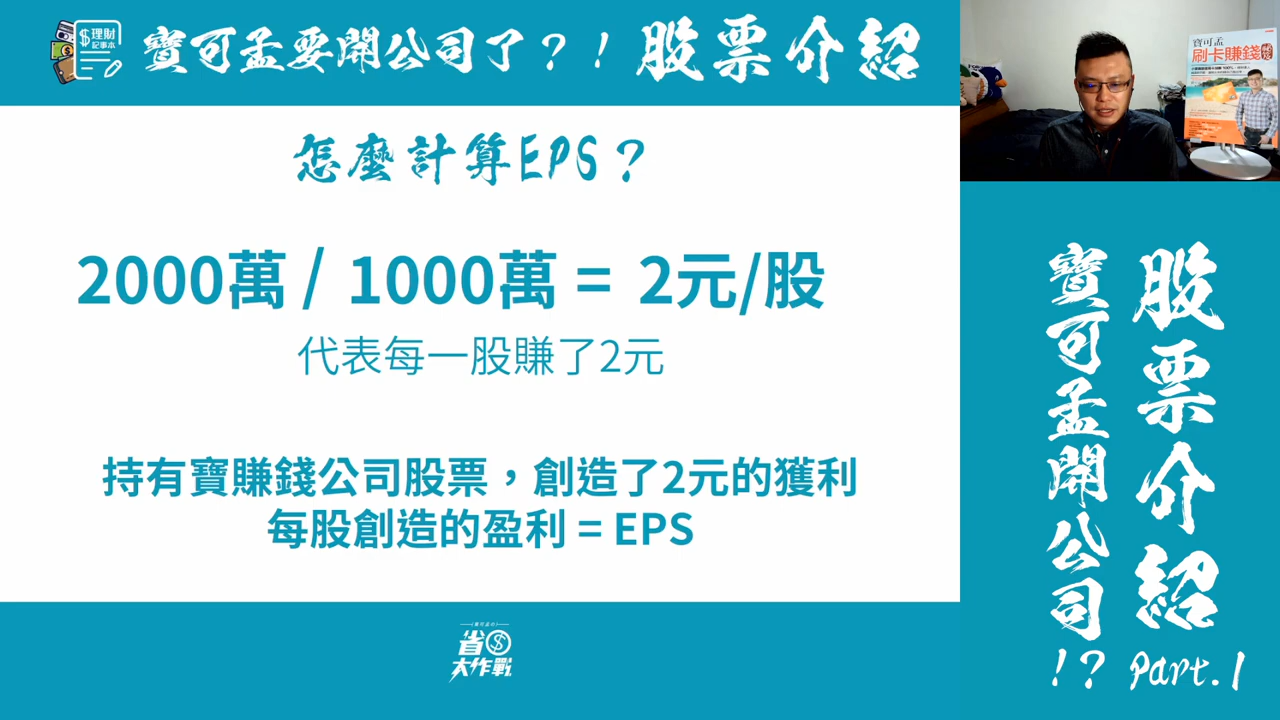 理財
記事本
寶可孟要開公司了？！股票介紹
怎麼計算EPS？
2000萬 / 1000萬 = 2元/股
代表每一股賺了2元
持有寶賺錢公司股票，創造了2元的獲利
每股創造的盈利 = EPS
省$
大作戰
寶可孟
刷卡賺錢
股票介紹 Part.1
寶可孟開公司！？